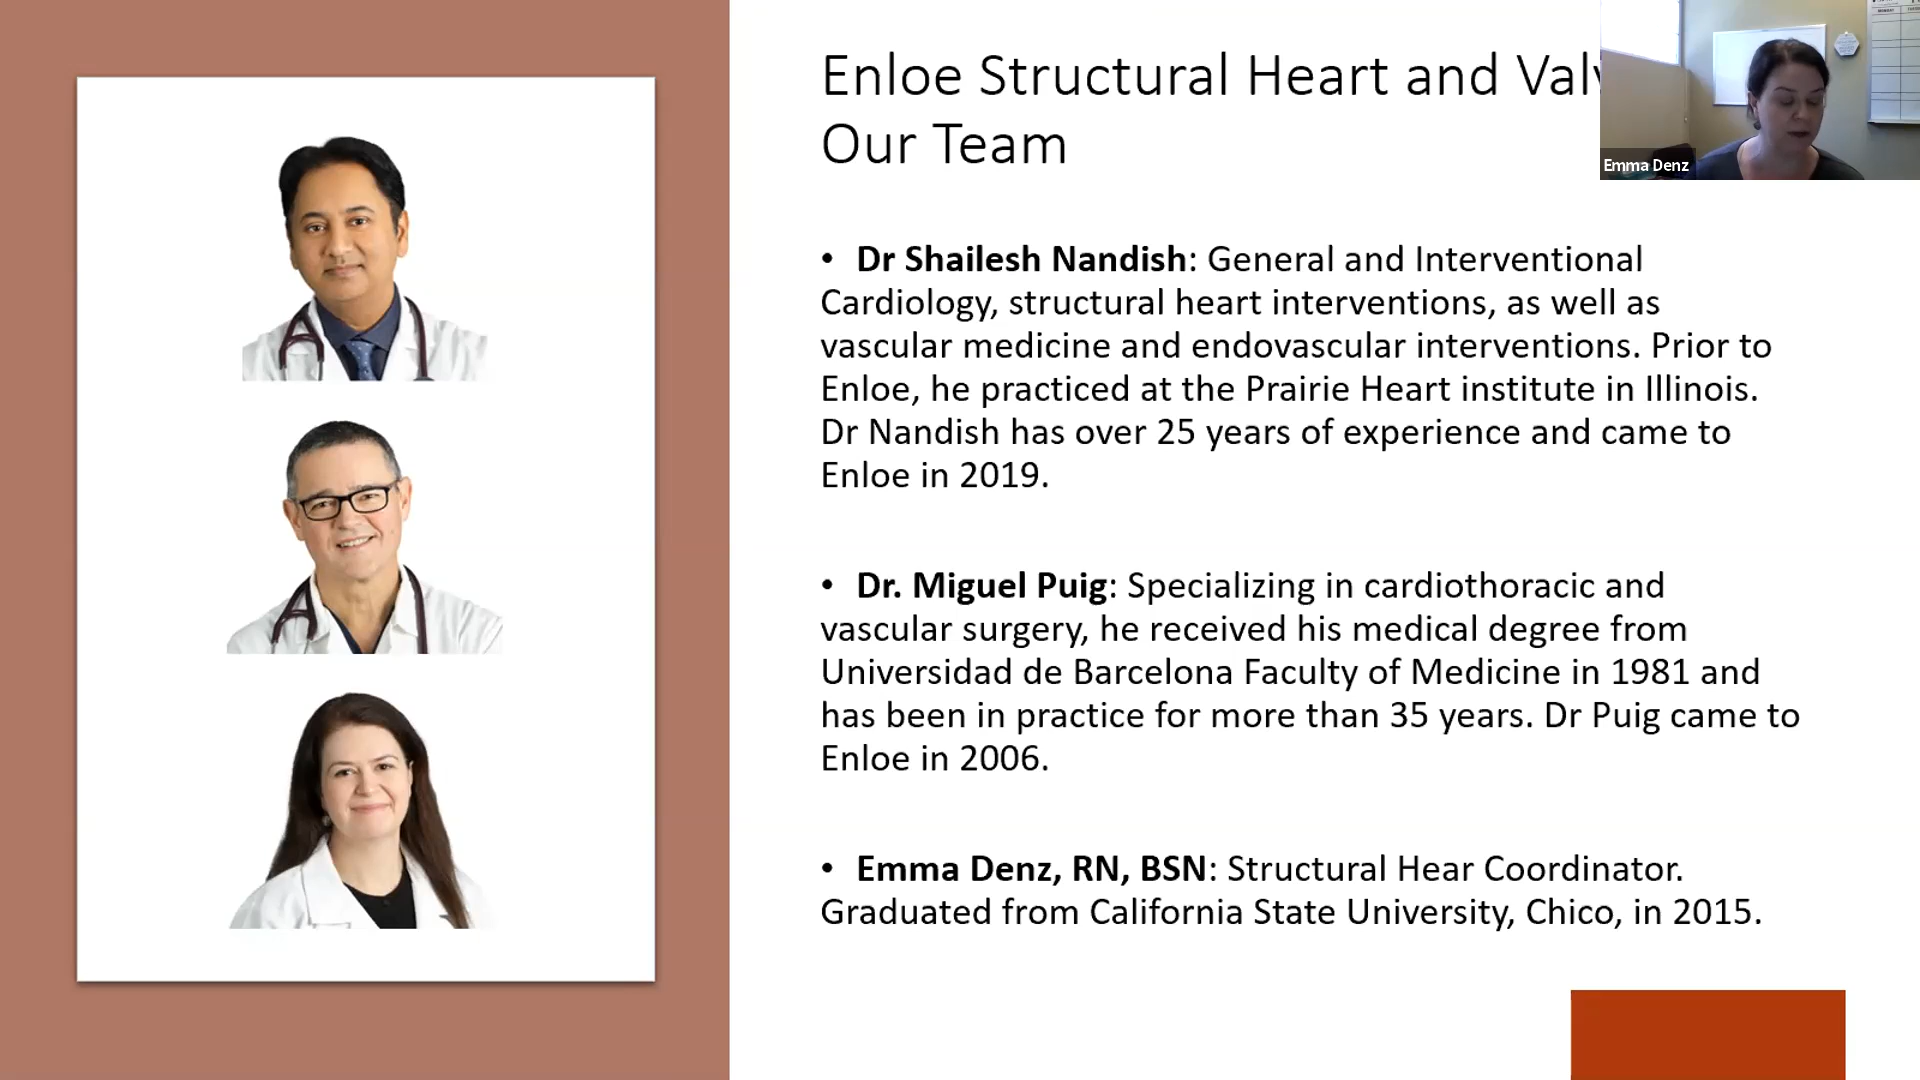 Enloe Structural Heart and Val
Our Team
Emma Denz
• Dr Shailesh Nandish: General and Interventional
Cardiology, structural heart interventions, as well as
vascular medicine and endovascular interventions. Prior to
Enloe, he practiced at the Prairie Heart institute in Illinois.
Dr Nandish has over 25 years of experience and came to
Enloe in 2019.
• Dr. Miguel Puig: Specializing in cardiothoracic and
vascular surgery, he received his medical degree from
Universidad de Barcelona Faculty of Medicine in 1981 and
has been in practice for more than 35 years. Dr Puig came to
Enloe in 2006.
• Emma Denz, RN, BSN: Structural Hear Coordinator.
Graduated from California State University, Chico, in 2015.